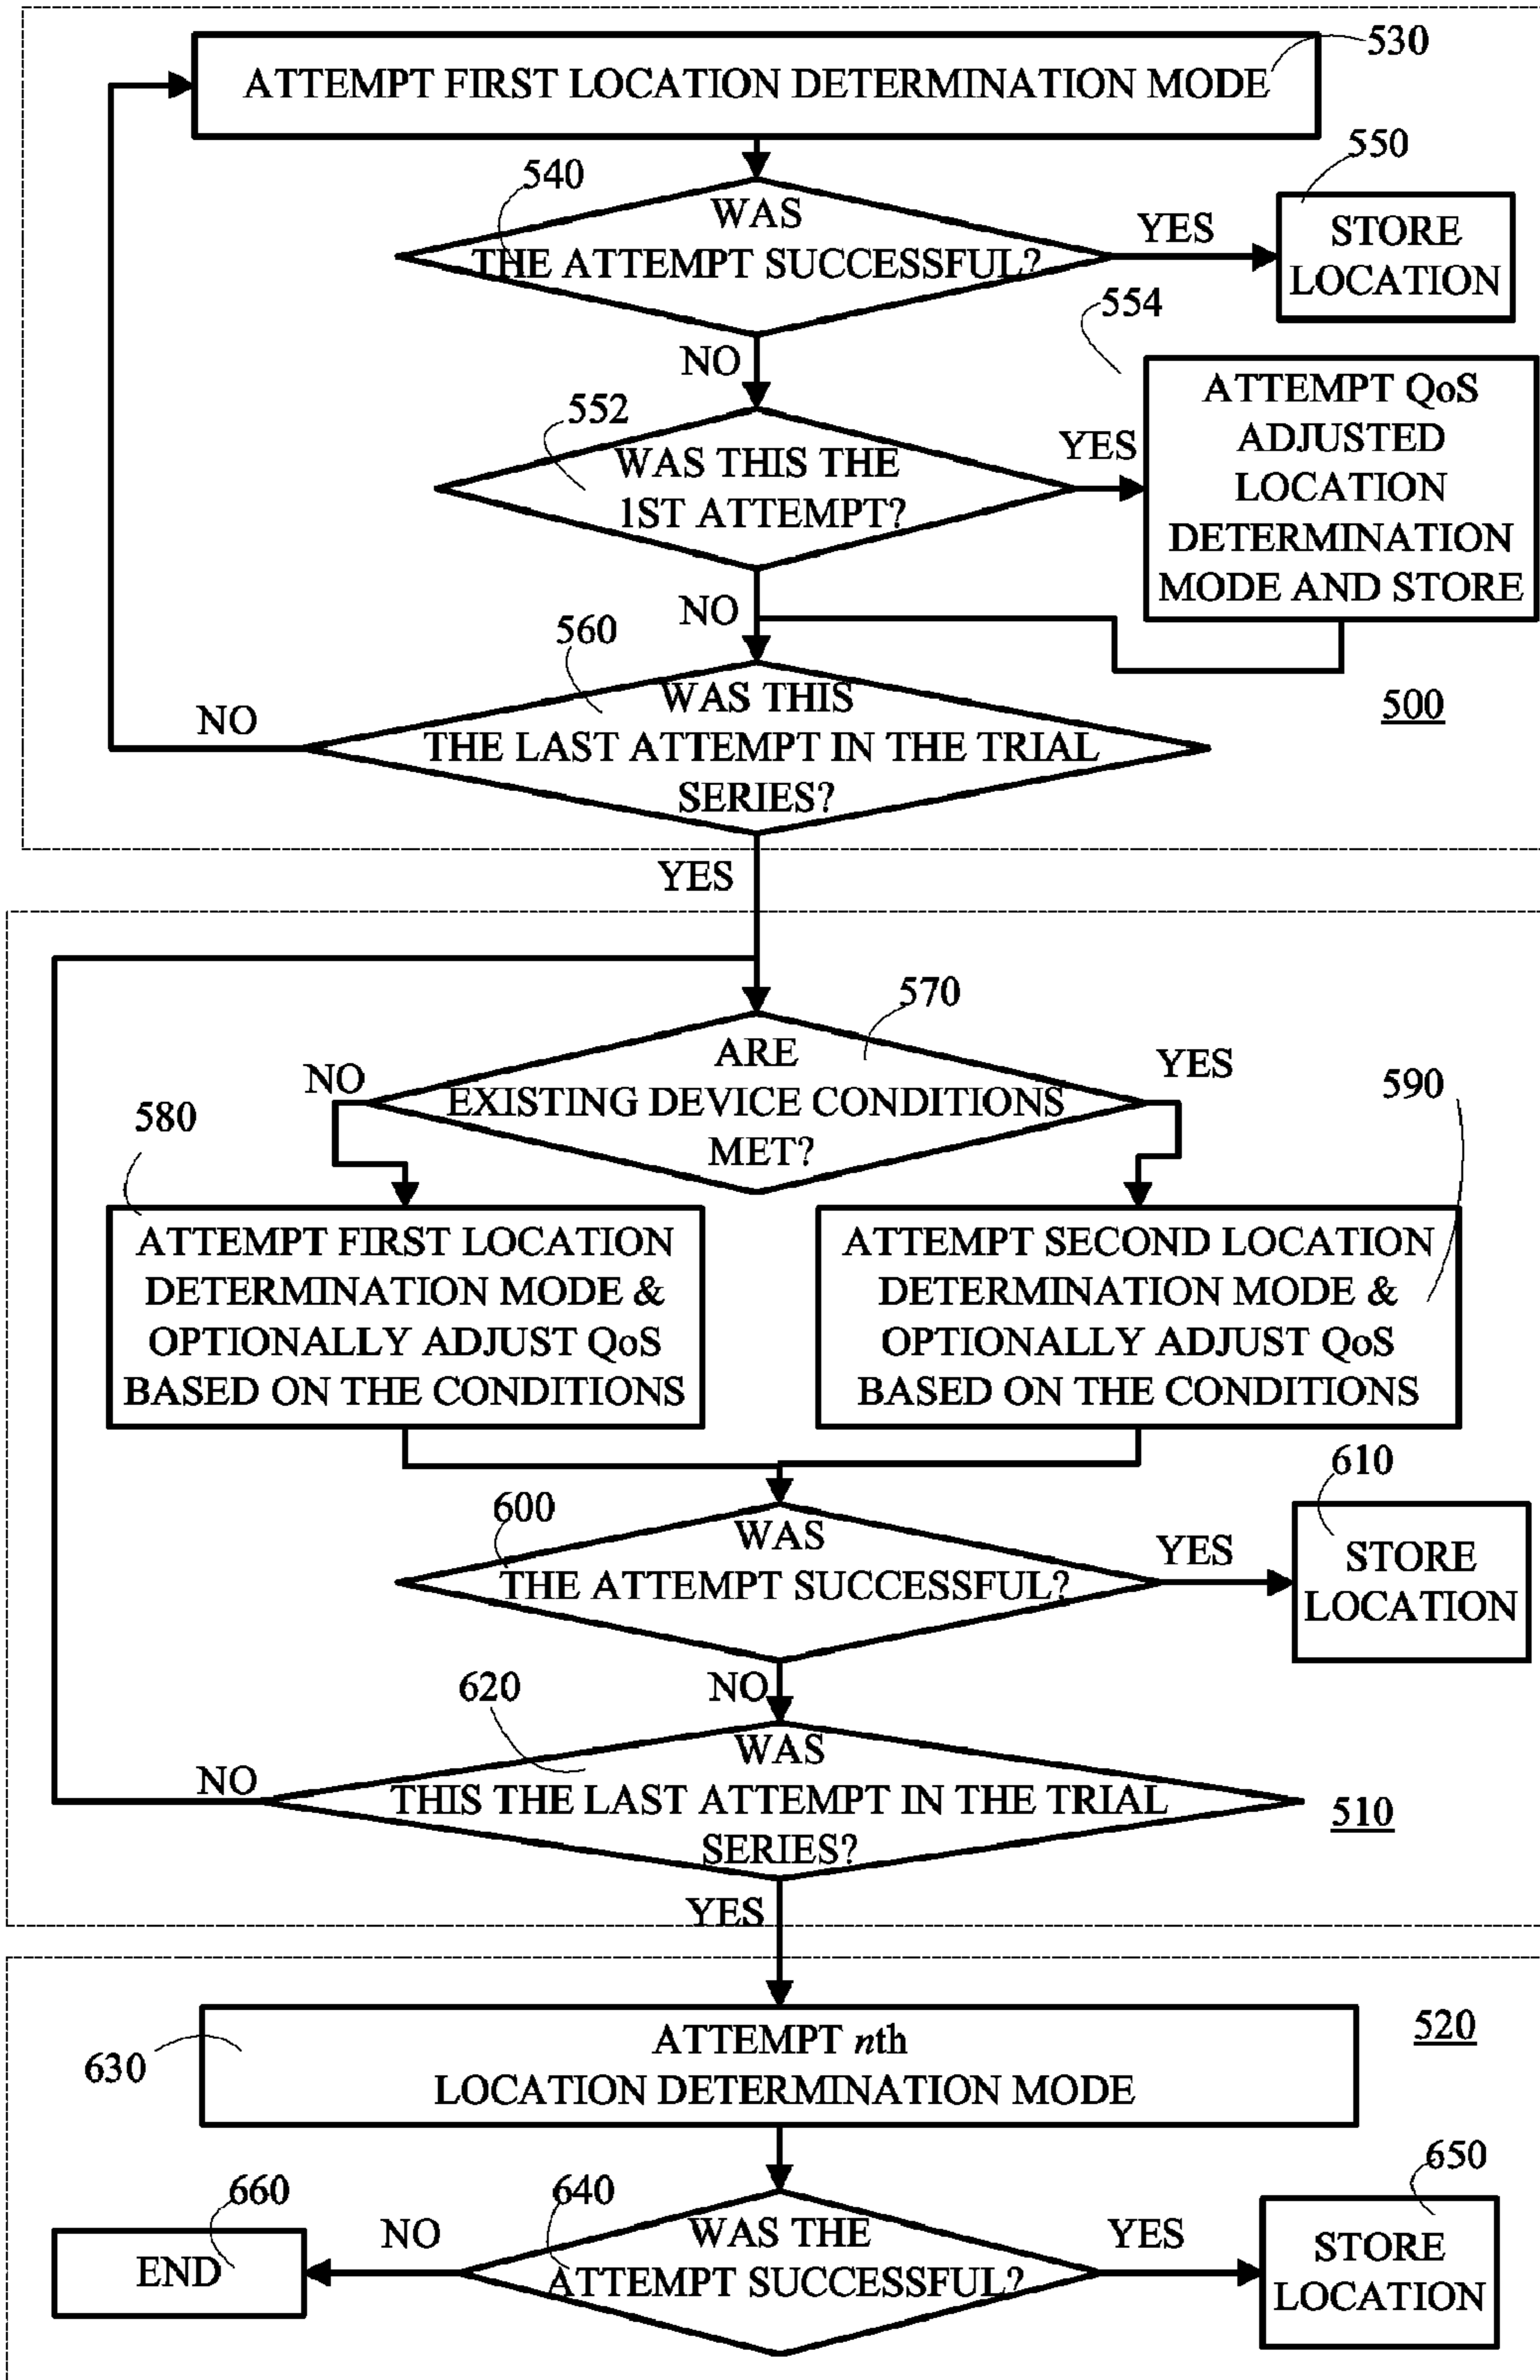 530
ATTEMPT FIRST LOCATION DETERMINATION MODE
540
550
WAS
THE ATTEMPT SUCCESSFUL?
YES
STORE
LOCATION
554
NO
552
WAS THIS THE
1ST ATTEMPT?
YES
ATTEMPT QoS
ADJUSTED
LOCATION
DETERMINATION
MODE AND STORE
NO
560
WAS THIS
THE LAST ATTEMPT IN THE TRIAL
SERIES?
NO
500
YES
570
ARE
EXISTING DEVICE CONDITIONS
MET?
NO
YES
580
590
ATTEMPT FIRST LOCATION
DETERMINATION MODE &
OPTIONALLY ADJUST QoS
BASED ON THE CONDITIONS
ATTEMPT SECOND LOCATION
DETERMINATION MODE &
OPTIONALLY ADJUST QoS
BASED ON THE CONDITIONS
600
610
WAS
THE ATTEMPT SUCCESSFUL?
YES
STORE
LOCATION
NO
620
WAS
THIS THE LAST ATTEMPT IN THE TRIAL
SERIES?
NO
510
YES
520
630
ATTEMPT nth
LOCATION DETERMINATION MODE
660
640
650
END
NO
WAS THE
ATTEMPT SUCCESSFUL?
YES
STORE
LOCATION